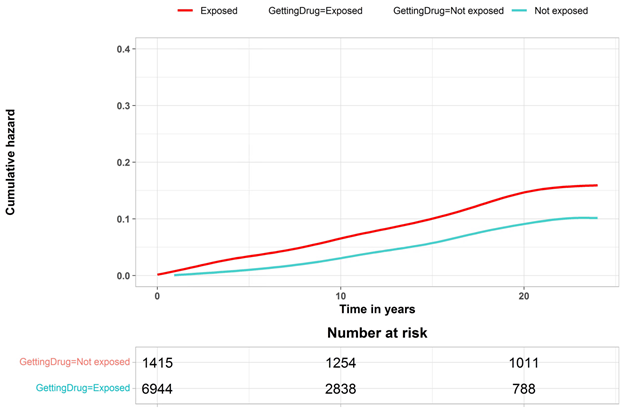 Exposed GettingDrug=Exposed GettingDrug=Not exposed Not exposed
0.4
0.3
0.2
0.1
0.0
Cumulative hazard
0 10 20
Time in years
Number at risk
GettingDrug=Not exposed 1415 1254 1011
GettingDrug=Exposed 6944 2838 788